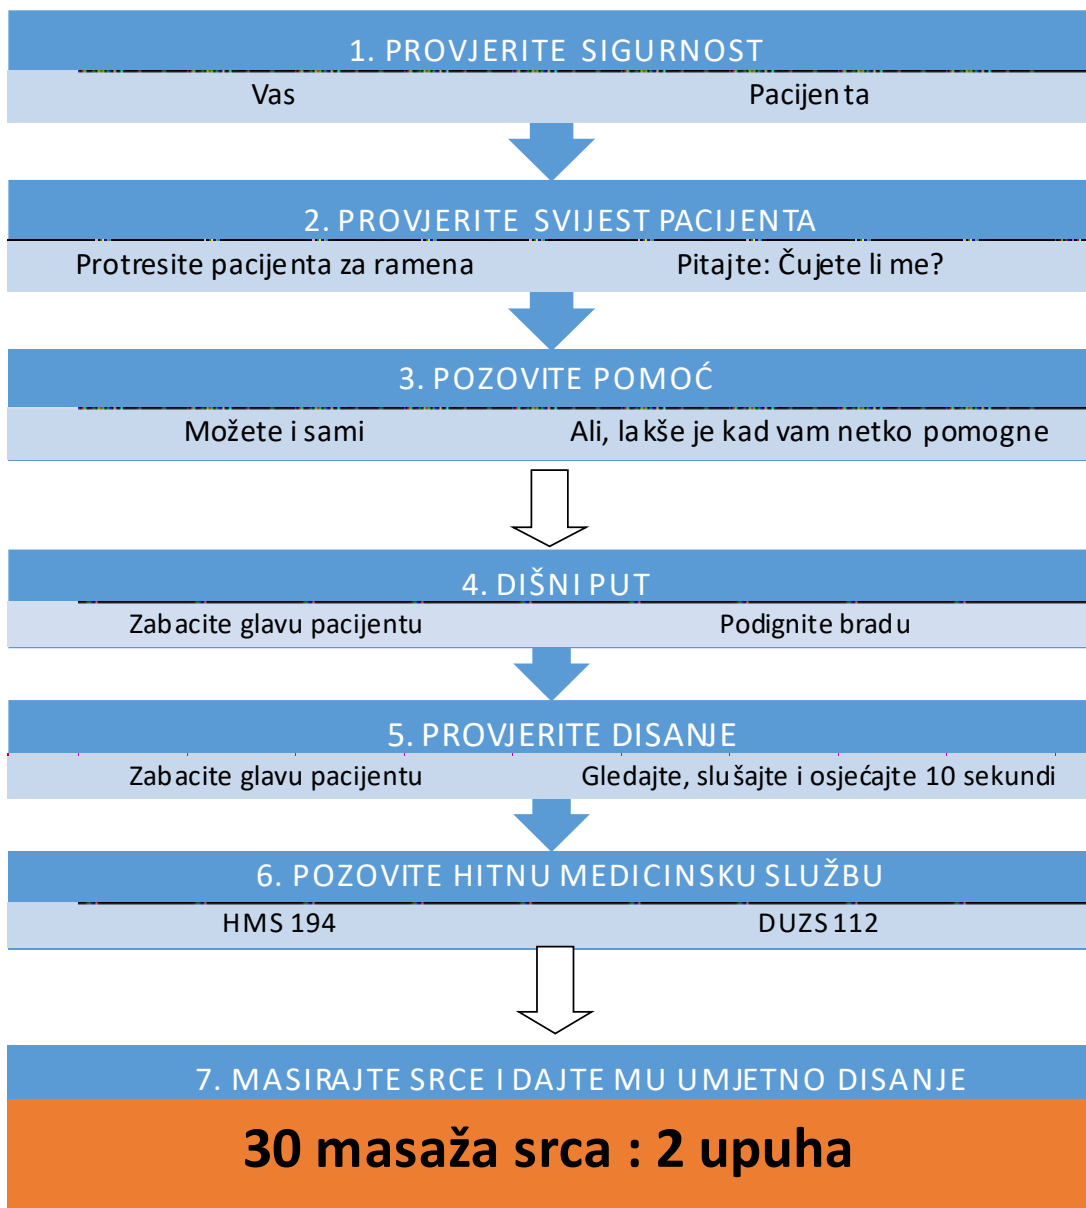 1. PROVJERITE SIGURNOST
Vas Pacijenta
2. PROVJERITE SVIJEST PACIJENTA
Protresite pacijenta za ramena Pitajte: Čujete li me?
3. POZOVITE POMOĆ
Možete i sami Ali, lakše je kad vam netko pomogne
4. DIŠNI PUT
Zabacite glavu pacijentu Podignite bradu
5. PROVJERITE DISANJE
Zabacite glavu pacijentu Gledajte, slušajte i osjećajte 10 sekundi
6. POZOVITE HITNU MEDICINSKU SLUŽBU
HMS 194 DUZS 112
7. MASIRAJTE SRCE I DAJTE MU UMJETNO DISANJE
30 masaža srca : 2 upuha